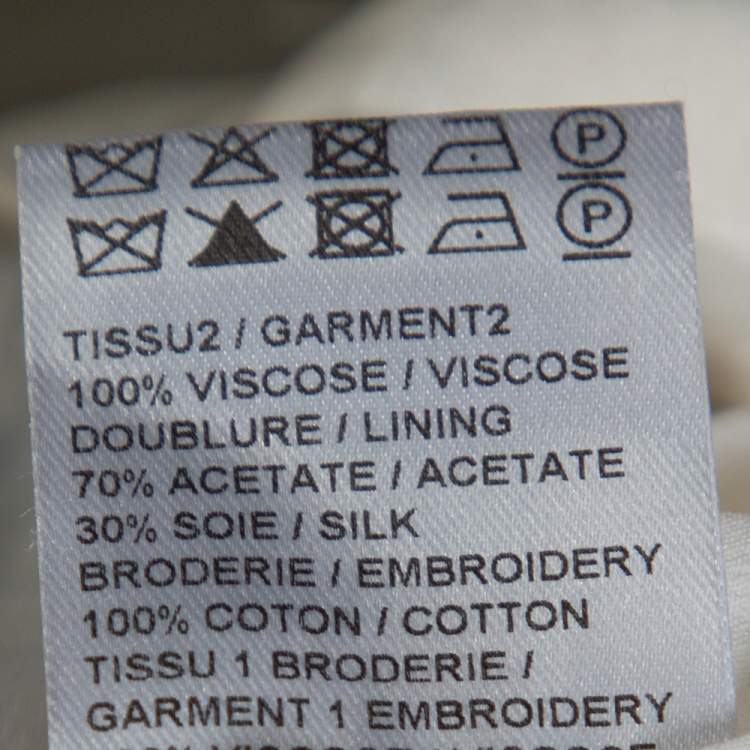 P
P
TISSU2 / GARMENT2
100% VISCOSE / VISCOSE
DOUBLURE / LINING
70% ACETATE / ACETATE
30% SOIE / SILK
BRODERIE / EMBROIDERY
100% COTON / COTTON
TISSU 1 BRODERIE /
GARMENT 1 EMBROIDERY